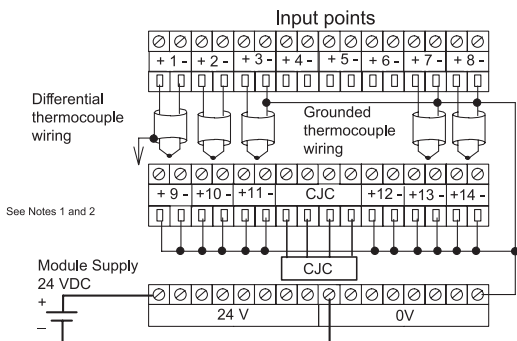 Input points
+ 1 - + 2 - + 3 - + 4 - + 5 - + 6 - + 7 - + 8 -
Differential
thermocouple
wiring
Grounded
thermocouple
wiring
+ 9 - +10 - +11 - CJC +12 - +13 - +14 -
See Notes 1 and 2
CJC
Module Supply
24 VDC
+
–
24 V 0V